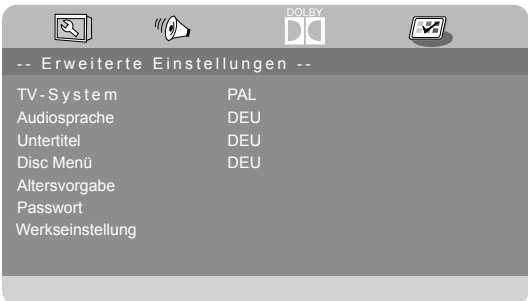 DOLBY
-- Erweiterte Einstellungen --
TV-System PAL
Audiosprache DEU
Untertitel DEU
Disc Menü DEU
Altersvorgabe
Passwort
Werkseinstellung